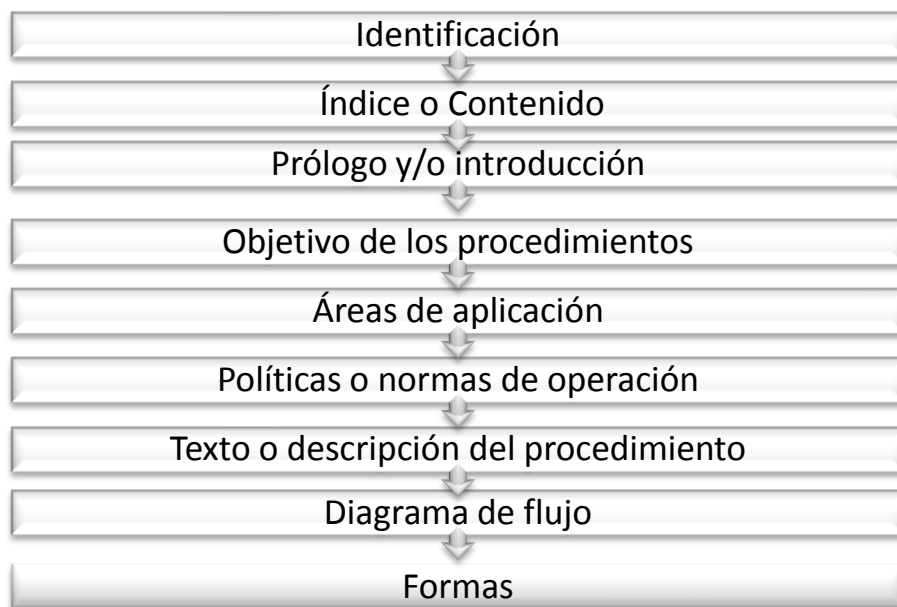 Identificación
Índice o Contenido
Prólogo y/o introducción
Objetivo de los procedimientos
Áreas de aplicación
Políticas o normas de operación
Texto o descripción del procedimiento
Diagrama de flujo
Formas